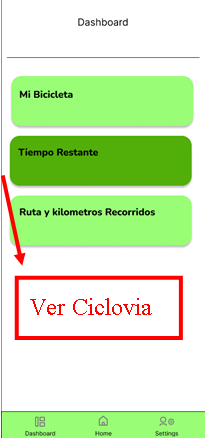 Dashboard
Mi Bicicleta
Tiempo Restante
Ruta y kilometros Recorridos
Ver Ciclovia
Dashboard Home Settings